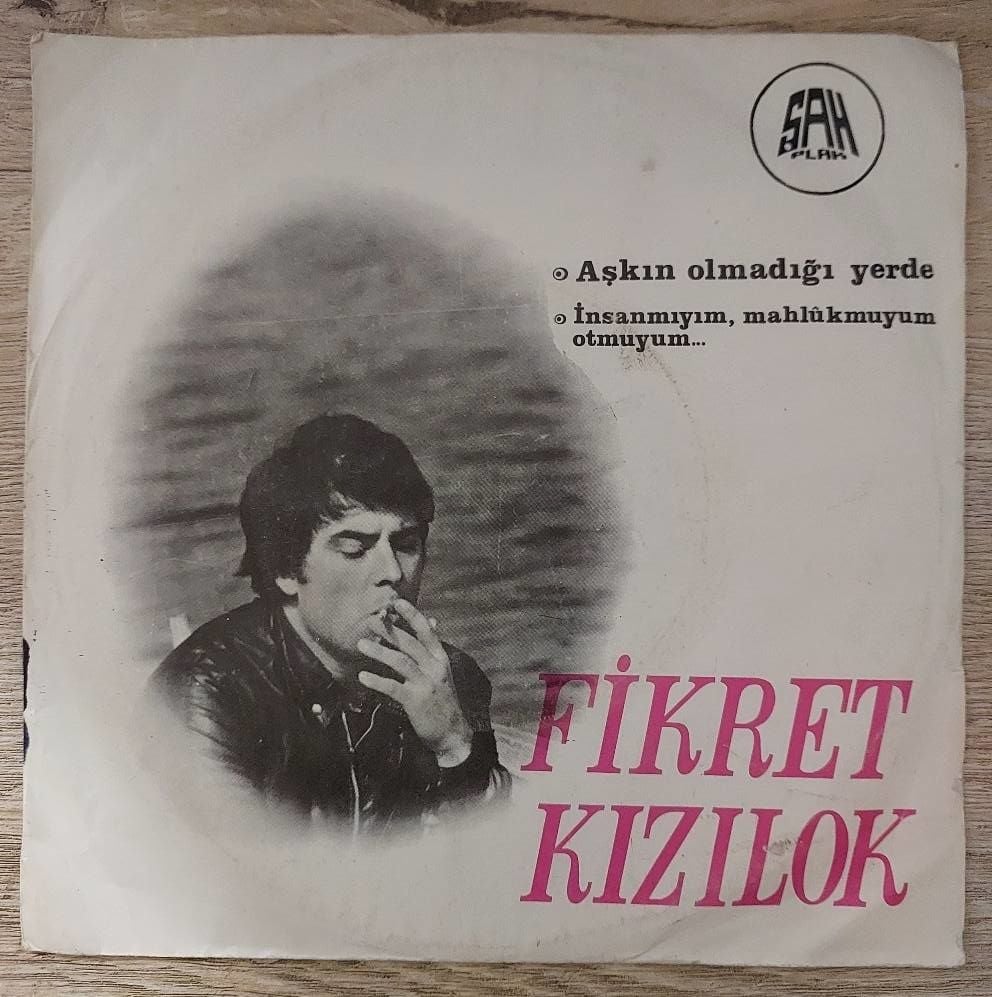 ŞAH
PLAK
Aşkın olmadığı yerde
İnsanmıyım, mahlûkmuyum
otmuyum...
FİKRET
KIZILOK